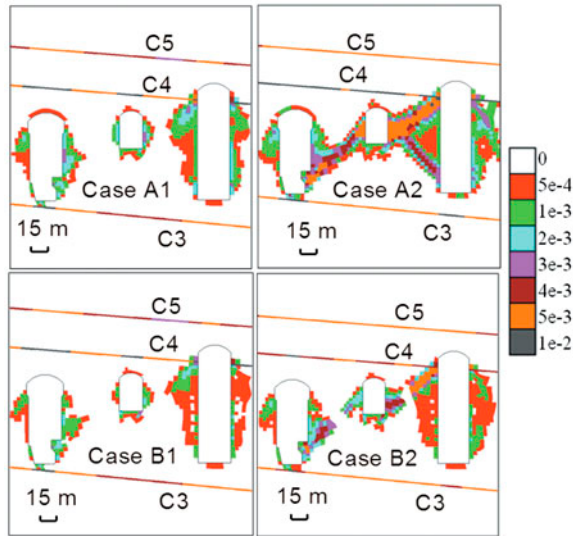 C5
C4
Case A1
15 m
C3
C5
C4
Case A2
15 m
C3
0
5e-4
1e-3
2e-3
3e-3
4e-3
5e-3
1e-2
C5
C4
Case B1
15 m
C3
C5
C4
Case B2
15 m
C3